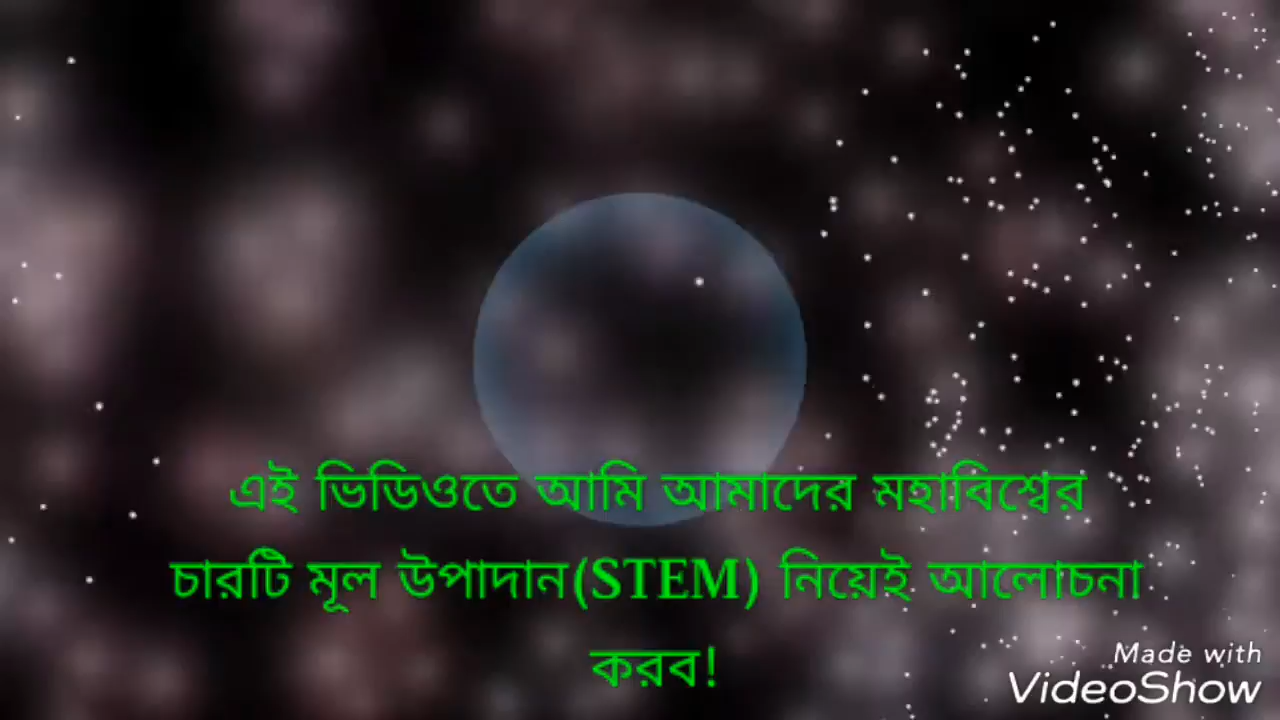 এই ভিডিওতে আমি আমাদের মহাবিশ্বের
চারটি মূল উপাদান(STEM) নিয়েই আলোচনা
করব!
Made with
VideoShow